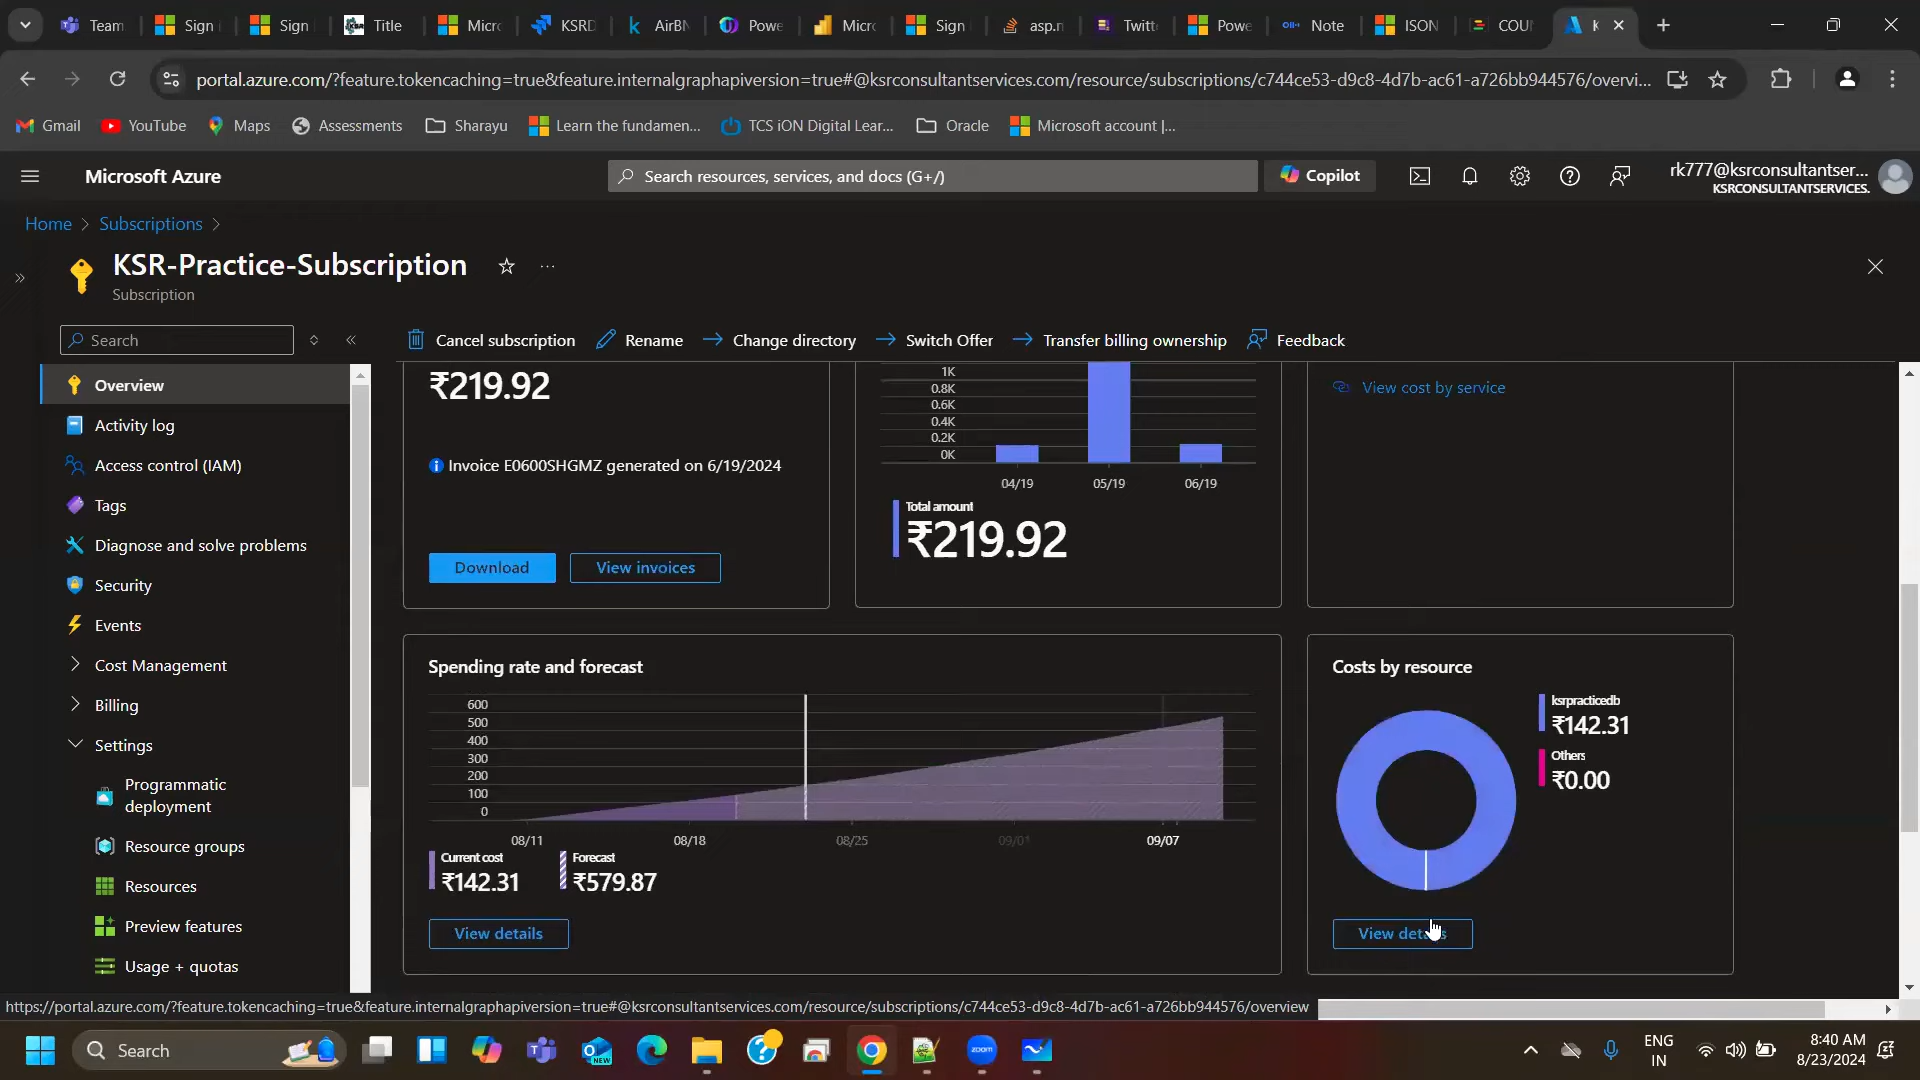 Team
Sign
Sign
Title
Micro
KSRD
AirBN
Powe
Micro
Sign
asp.n
Twitt
Powe
Note
ISON
COU
K
portal.azure.com/?feature.tokencaching=true&feature.internalgraphapiversion=true#@ksrconsultantservices.com/resource/subscriptions/c744ce53-d9c8-4d7b-ac61-a726bb944576/overvi...
Gmail
YouTube
Maps
Assessments
Sharayu
Learn the fundamen...
TCS iON Digital Lear...
Oracle
Microsoft account |...
Microsoft Azure
Search resources, services, and docs (G+/)
Copilot
rk777@ksrconsultantser...
KSRCONSULTANTSERVICES.
Home > Subscriptions >
KSR-Practice-Subscription
Subscription
Search
Cancel subscription
Rename
Change directory
Switch Offer
Transfer billing ownership
Feedback
Overview
Activity log
Access control (IAM)
Tags
Diagnose and solve problems
Security
Events
Cost Management
Billing
Settings
Programmatic
deployment
Resource groups
Resources
Preview features
Usage + quotas
₹219.92
Invoice E0600SHGMZ generated on 6/19/2024
Download
View invoices
1K
0.8K
0.6K
0.4K
0.2K
0K
04/19
05/19
06/19
Total amount
₹219.92
View cost by service
Spending rate and forecast
600
500
400
300
200
100
0
08/11
08/18
08/25
09/01
09/07
Current cost
₹142.31
Forecast
₹579.87
View details
Costs by resource
ksrpracticedb
₹142.31
Others
₹0.00
View details
https://portal.azure.com/?feature.tokencaching=true&feature.internalgraphapiversion=true#@ksrconsultantservices.com/resource/subscriptions/c744ce53-d9c8-4d7b-ac61-a726bb944576/overview
Search
NEW
zoom
ENG
IN
8:40 AM
8/23/2024